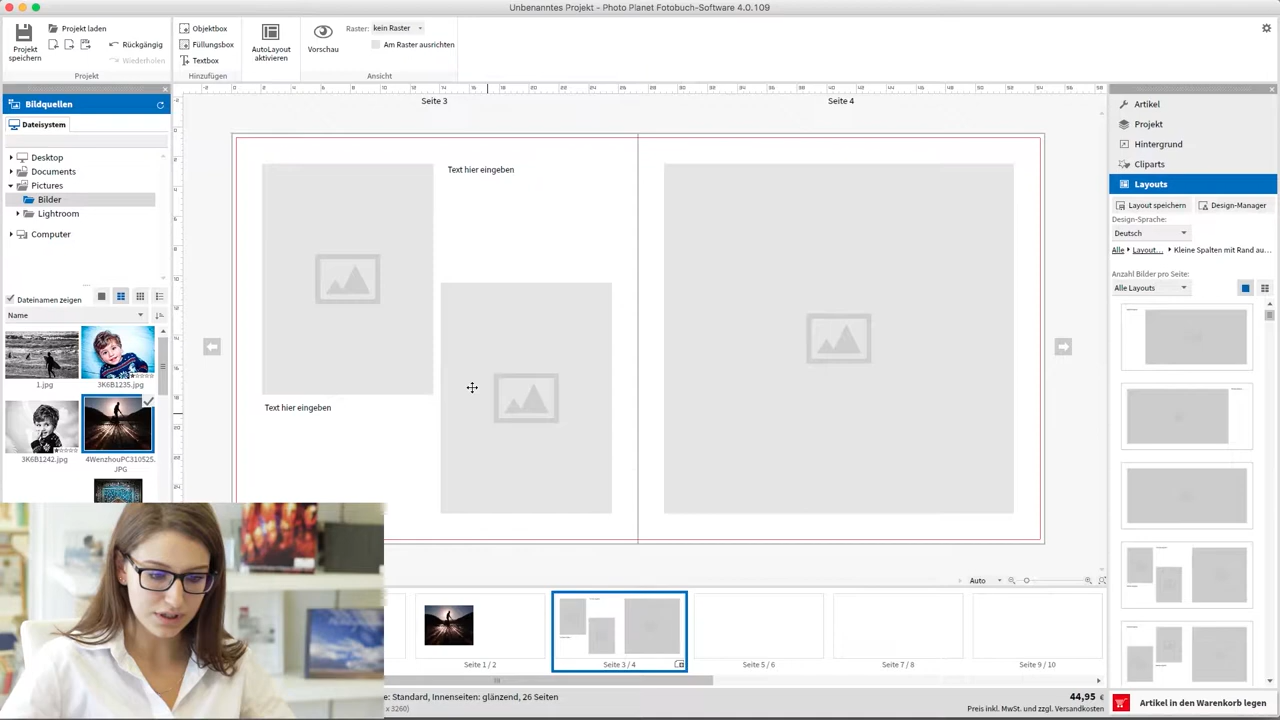 Unbenanntes Projekt - Photo Planet Fotobuch-Software 4.0.109
Projekt
speichern
Projekt laden
Rückgängig
Wiederholen
Projekt
Objektbox
Füllungsbox
Textbox
Hinzufügen
AutoLayout
aktivieren
Vorschau
Raster: kein Raster
Am Raster ausrichten
Ansicht
Bildquellen
Dateisystem
Desktop
Documents
Pictures
Bilder
Lightroom
Computer
Dateinamen zeigen
Name
1.jpg
3K6B1235.jpg
3K6B1242.jpg
4WenzhouPC310525.
JPG
Seite 3
Seite 4
Text hier eingeben
Text hier eingeben
Auto
Seite 1 / 2
Seite 3 / 4
Seite 5 / 6
Seite 7 / 8
Seite 9 / 10
e: Standard, Innenseiten: glänzend, 26 Seiten
x 3260)
44,95 €
Preis inkl. MwSt. und zzgl. Versandkosten
Artikel
Projekt
Hintergrund
Cliparts
Layouts
Layout speichern
Design-Manager
Design-Sprache:
Deutsch
Alle Layout... Kleine Spalten mit Rand au...
Anzahl Bilder pro Seite:
Alle Layouts
Artikel in den Warenkorb legen